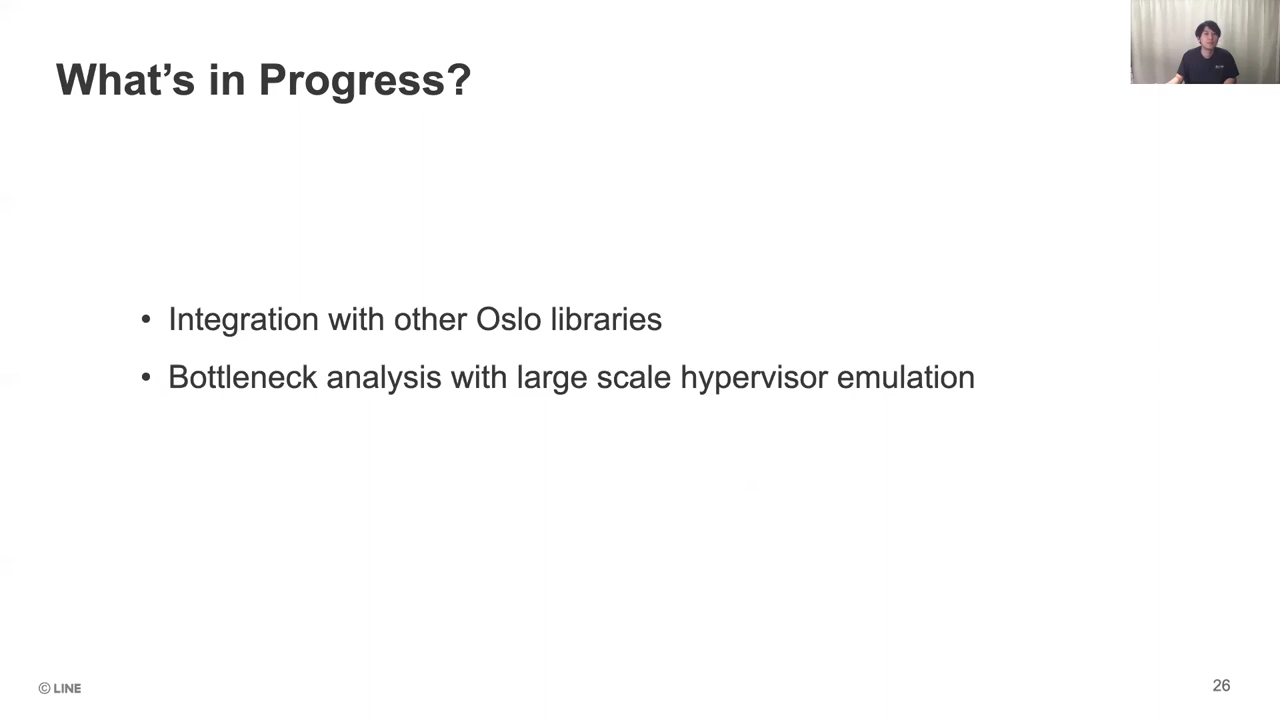 What's in Progress?
• Integration with other Oslo libraries
• Bottleneck analysis with large scale hypervisor emulation
© LINE
26